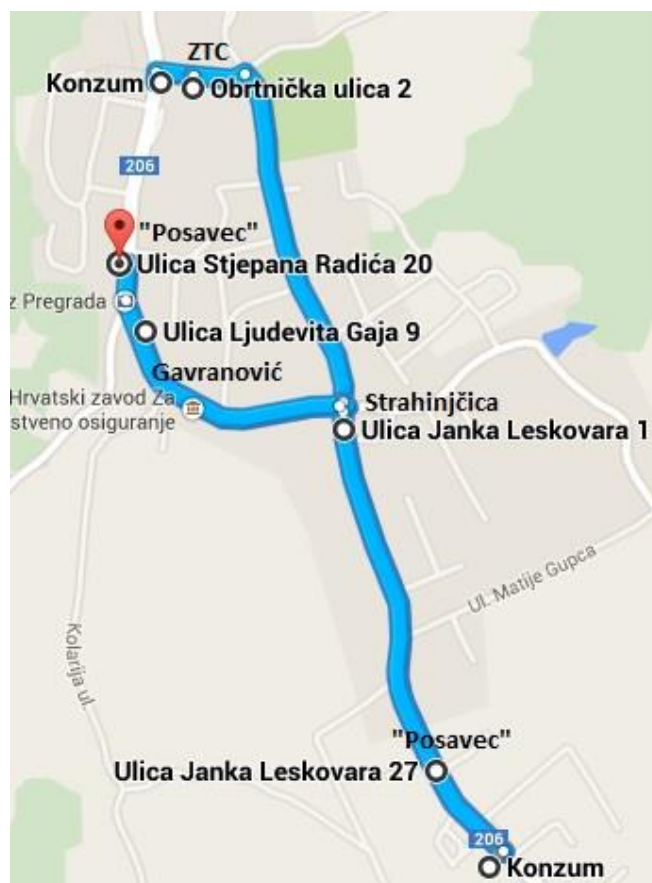 ZTC
Konzum
Obrtnička ulica 2
206
"Posavec"
Ulica Stjepana Radića 20
z Pregrada
Ulica Ljudevita Gaja 9
Gavranović
Hrvatski zavod Za
stveno osiguranje
Strahinjčica
Ulica Janka Leskovara 1
Ul. Matije Gupca
Kolarija ul.
"Posavec"
Ulica Janka Leskovara 27
206
Konzum